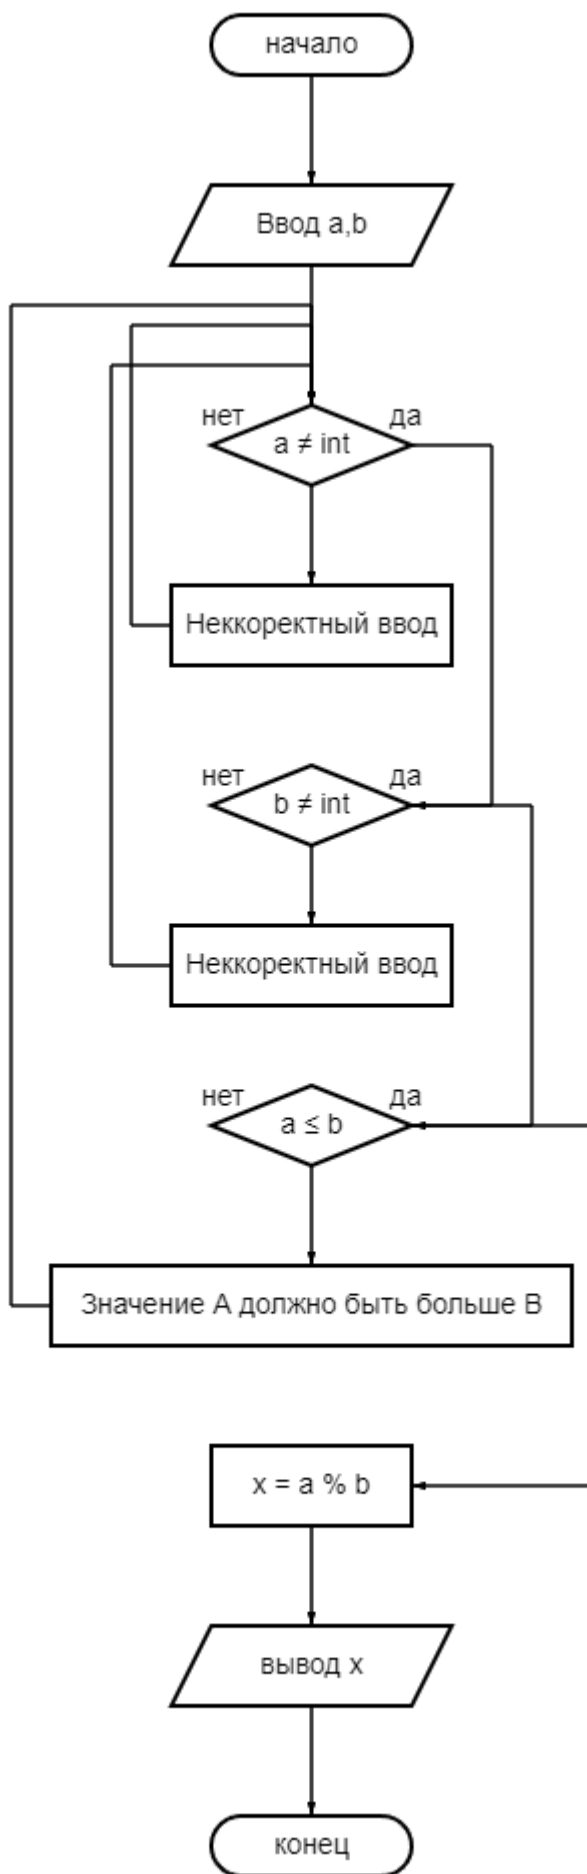 начало
Ввод a,b
нет
да
a ≠ int
Неккоректный ввод
нет
да
b ≠ int
Неккоректный ввод
нет
да
a ≤ b
Значение А должно быть больше В
x = a % b
вывод x
конец